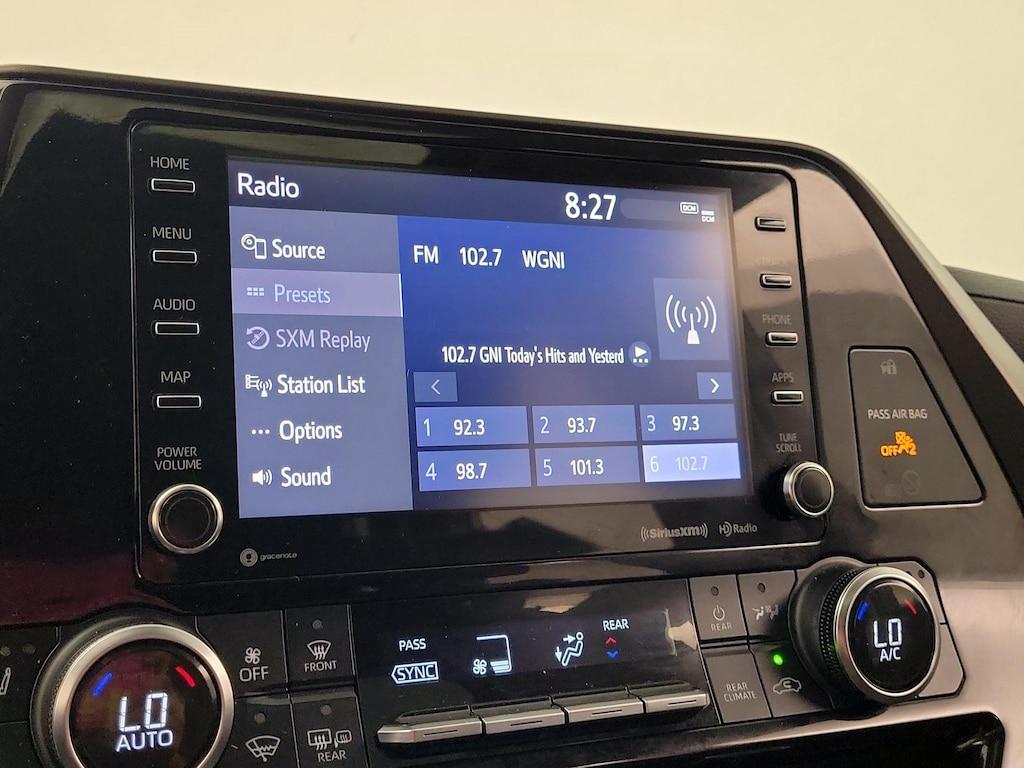 HOME
MENU
AUDIO
MAP
POWER
VOLUME
Radio
8:27
DCM
DCM
Source
Presets
SXM Replay
Station List
Options
Sound
FM 102.7 WGNI
102.7 GNI Today's Hits and Yesterd
1 92.3
2 93.7
3 97.3
4 98.7
5 101.3
6 102.7
PHONE
APPS
TUNE
SCROLL
PASS AIR BAG
OFF 2
gracenote
SiriusXM
HD Radio
LO
AUTO
OFF
FRONT
REAR
PASS
SYNC
REAR
REAR
REAR
CLIMATE
LO
A/C